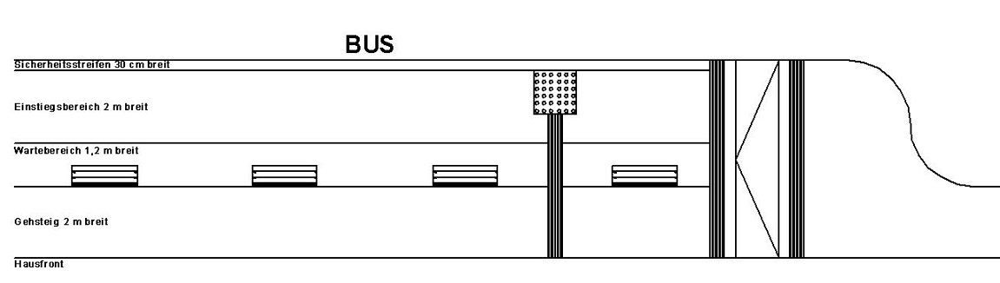 BUS
Sicherheitsstreifen 30 cm breit
Einstiegsbereich 2 m breit
Wartebereich 1,2 m breit
Gehsteig 2 m breit
Hausfront